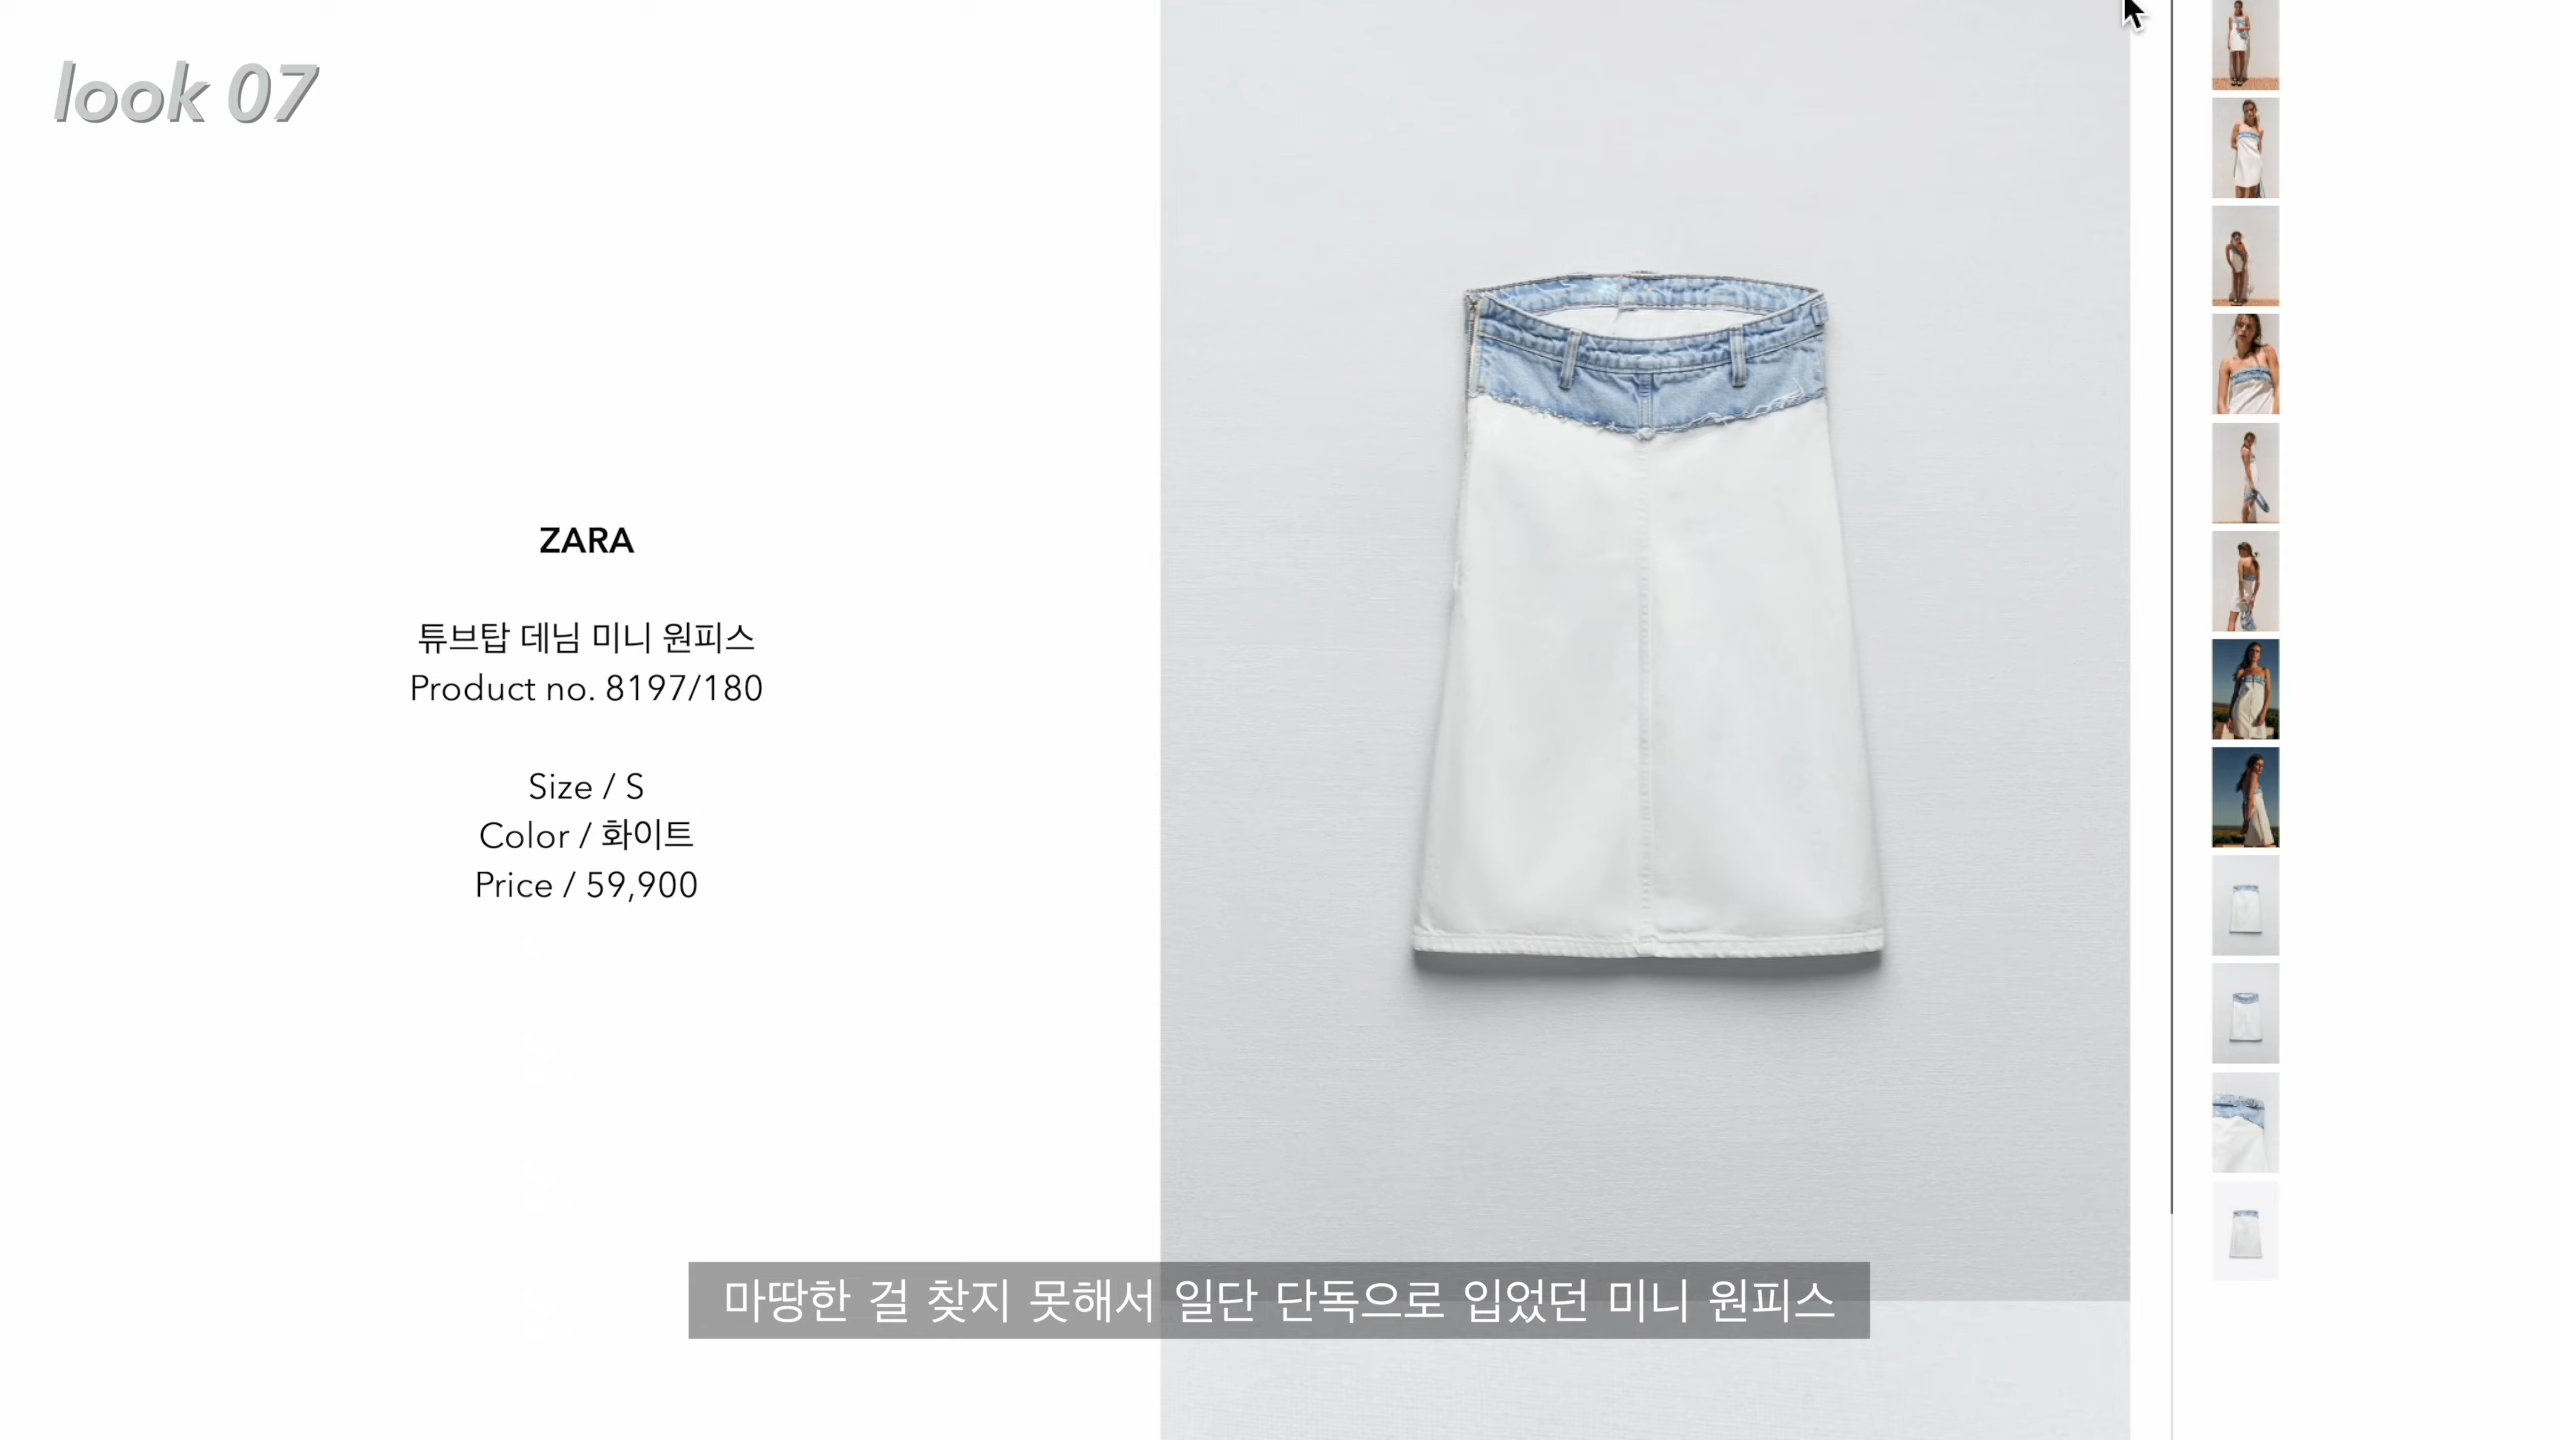 look 07
ZARA
튜브탑 데님 미니 원피스
Product no. 8197/180
Size / S
Color / 화이트
Price / 59,900
마땅한 걸 찾지 못해서 일단 단독으로 입었던 미니 원피스